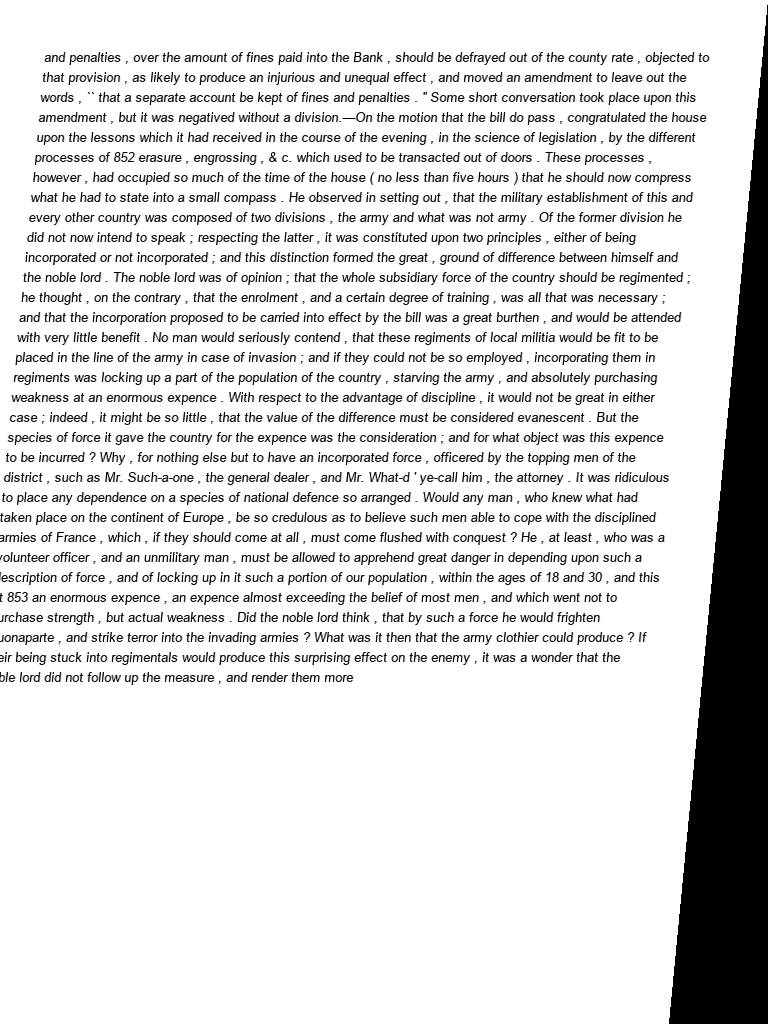 and penalties , over the amount of fines paid into the Bank , should be defrayed out of the county rate , objected to
that provision , as likely to produce an injurious and unequal effect , and moved an amendment to leave out the
words , `` that a separate account be kept of fines and penalties . '' Some short conversation took place upon this
amendment , but it was negatived without a division.—On the motion that the bill do pass , congratulated the house
upon the lessons which it had received in the course of the evening , in the science of legislation , by the different
processes of 852 erasure , engrossing , & c. which used to be transacted out of doors . These processes ,
however , had occupied so much of the time of the house ( no less than five hours ) that he should now compress
what he had to state into a small compass . He observed in setting out , that the military establishment of this and
every other country was composed of two divisions , the army and what was not army . Of the former division he
did not now intend to speak ; respecting the latter , it was constituted upon two principles , either of being
incorporated or not incorporated ; and this distinction formed the great , ground of difference between himself and
the noble lord . The noble lord was of opinion ; that the whole subsidiary force of the country should be regimented ;
he thought , on the contrary , that the enrolment , and a certain degree of training , was all that was necessary ;
and that the incorporation proposed to be carried into effect by the bill was a great burthen , and would be attended
with very little benefit . No man would seriously contend , that these regiments of local militia would be fit to be
placed in the line of the army in case of invasion ; and if they could not be so employed , incorporating them in
regiments was locking up a part of the population of the country , starving the army , and absolutely purchasing
weakness at an enormous expence . With respect to the advantage of discipline , it would not be great in either
case ; indeed , it might be so little , that the value of the difference must be considered evanescent . But the
species of force it gave the country for the expence was the consideration ; and for what object was this expence
to be incurred ? Why , for nothing else but to have an incorporated force , officered by the topping men of the
district , such as Mr. Such-a-one , the general dealer , and Mr. What-d ' ye-call him , the attorney . It was ridiculous
to place any dependence on a species of national defence so arranged . Would any man , who knew what had
taken place on the continent of Europe , be so credulous as to believe such men able to cope with the disciplined
armies of France , which , if they should come at all , must come flushed with conquest ? He , at least , who was a
volunteer officer , and an unmilitary man , must be allowed to apprehend great danger in depending upon such a
escription of force , and of locking up in it such a portion of our population , within the ages of 18 and 30 , and this
t 853 an enormous expence , an expence almost exceeding the belief of most men , and which went not to
urchase strength , but actual weakness . Did the noble lord think , that by such a force he would frighten
uonaparte , and strike terror into the invading armies ? What was it then that the army clothier could produce ? If
eir being stuck into regimentals would produce this surprising effect on the enemy , it was a wonder that the
ble lord did not follow up the measure , and render them more